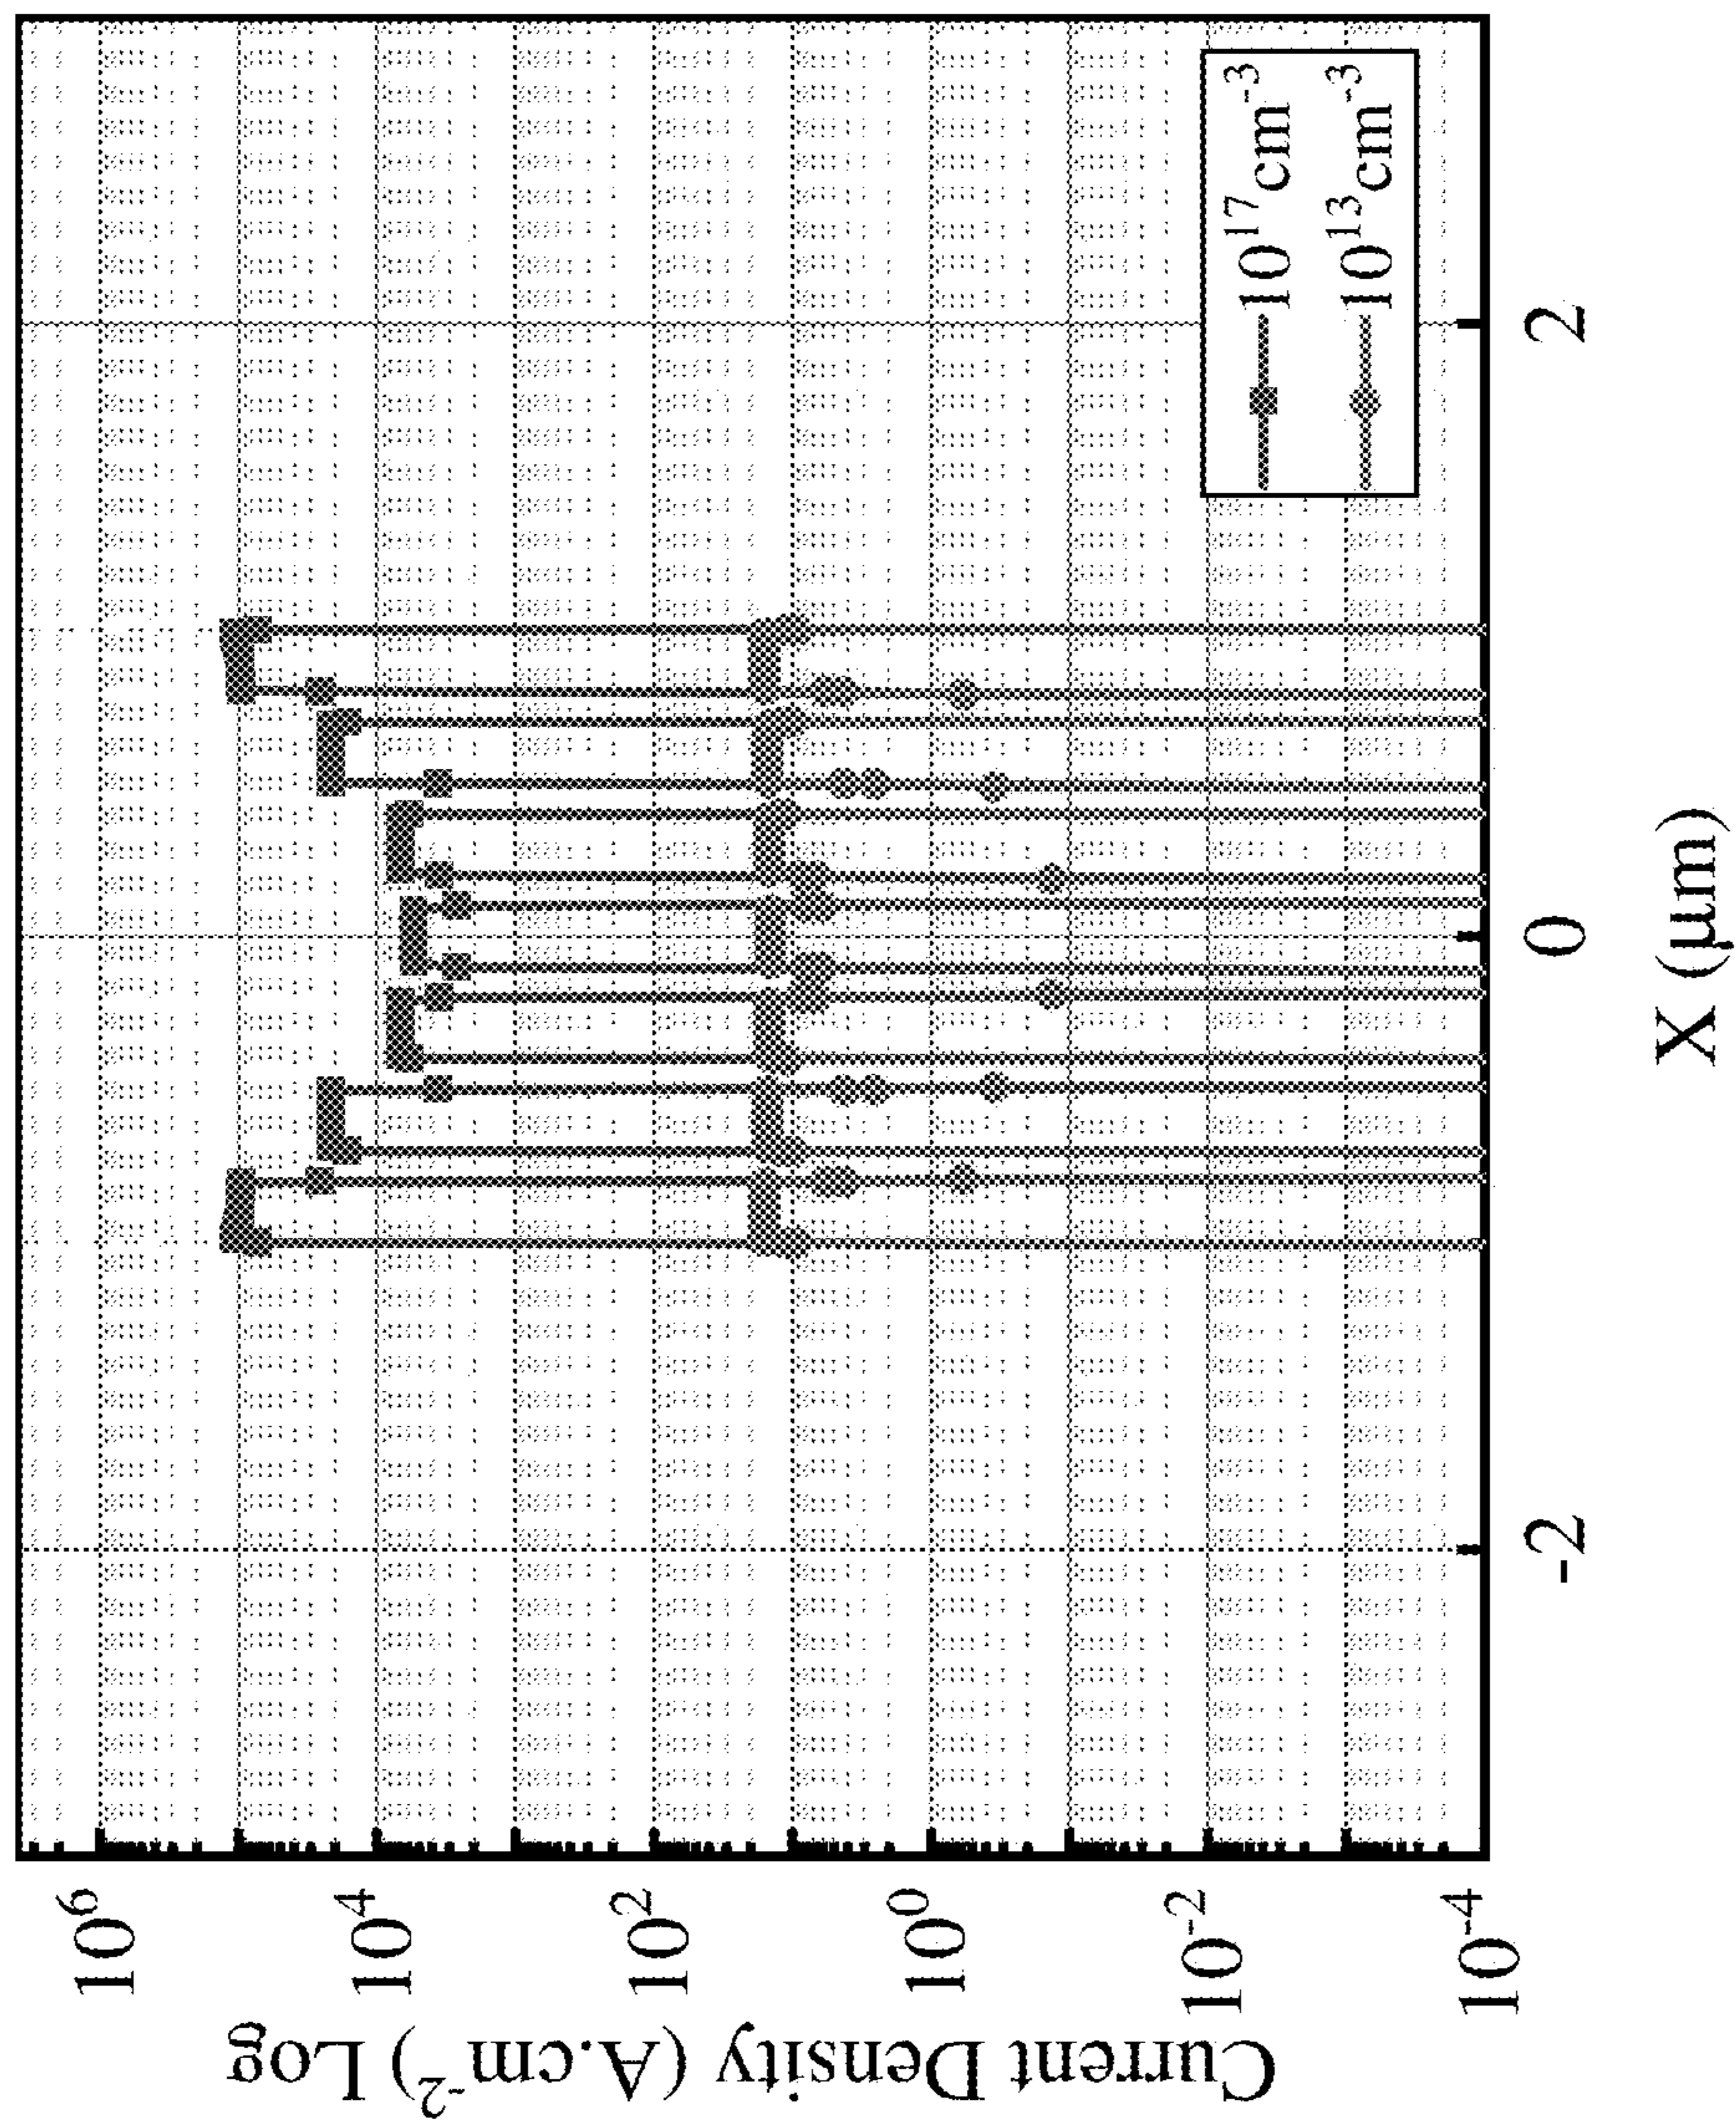 Current Density (A.cm⁻²) Log
10⁶
10⁴
10²
10⁰
10⁻²
10⁻⁴
10¹⁷cm⁻³
10¹³cm⁻³
-2
0
2
X (μm)